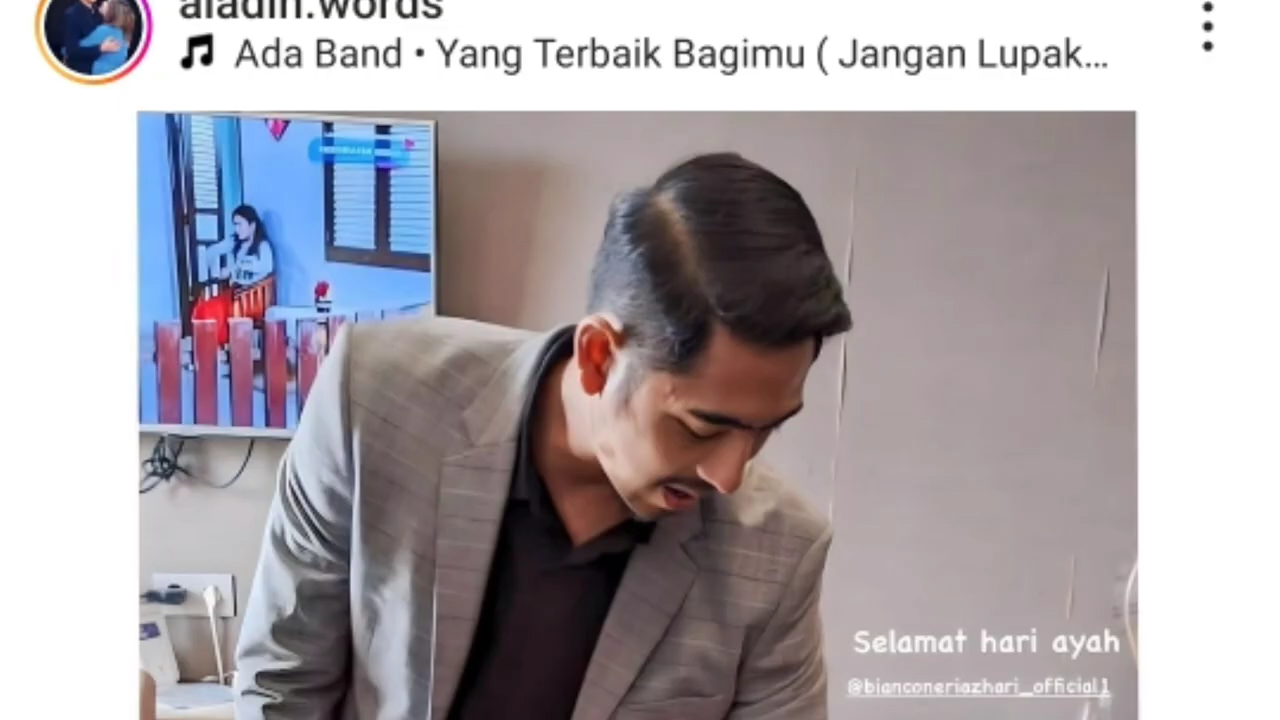 aladin.words
Ada Band • Yang Terbaik Bagimu ( Jangan Lupak...
Selamat hari ayah
@bianconeriazhari_official1